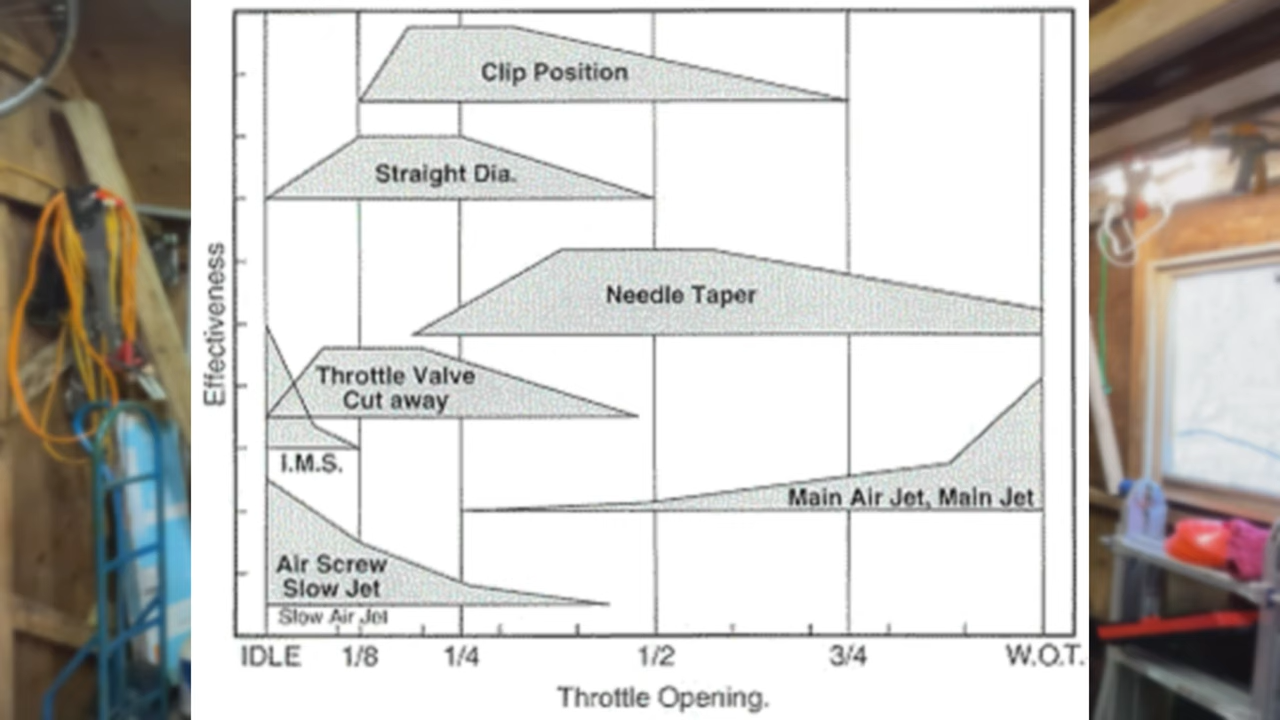 Clip Position
Straight Dia.
Needle Taper
Throttle Valve
Cut away
I.M.S.
Main Air Jet, Main Jet
Air Screw
Slow Jet
Slow Air Jet
Effectiveness
IDLE 1/8 1/4 1/2 3/4 W.O.T.
Throttle Opening.